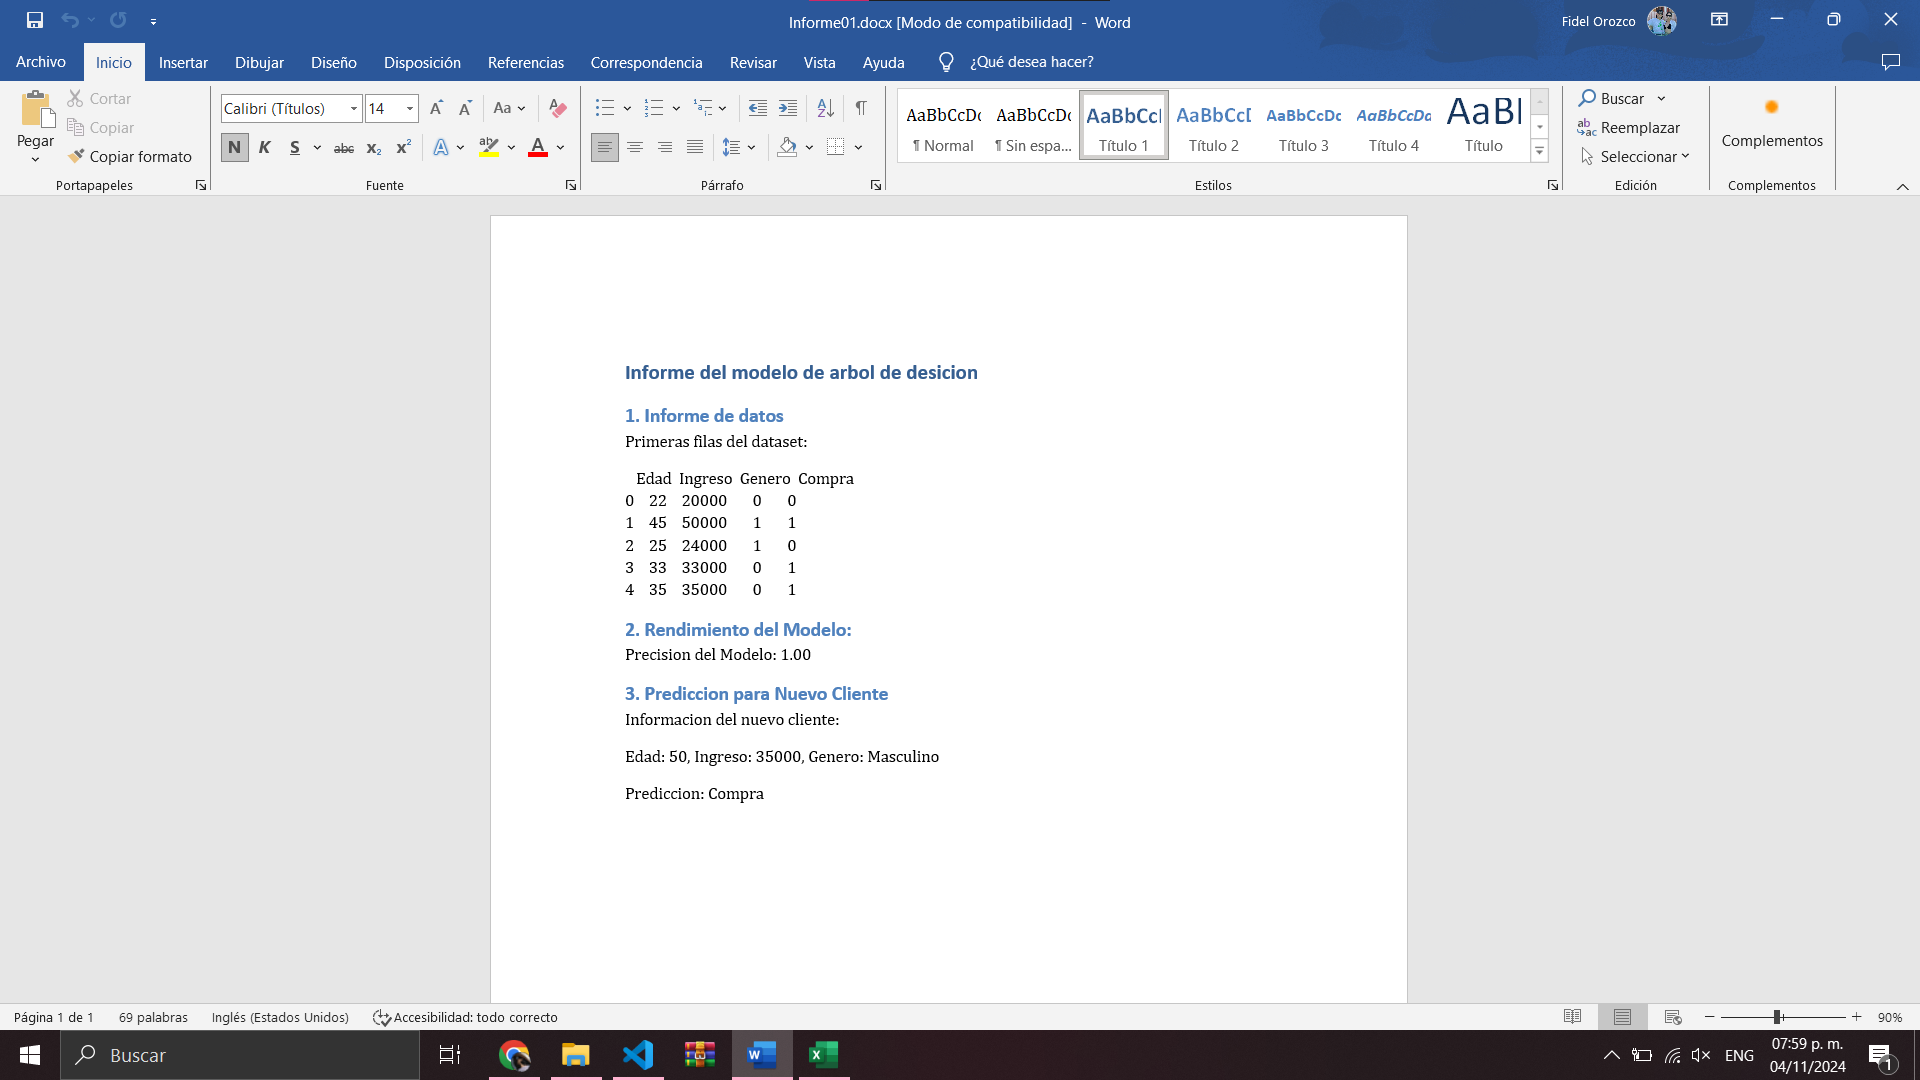 Informe01.docx [Modo de compatibilidad] - Word
Fidel Orozco
Archivo Inicio Insertar Dibujar Diseño Disposición Referencias Correspondencia Revisar Vista Ayuda ¿Qué desea hacer?
Pegar
Cortar
Copiar
Copiar formato
Portapapeles
Calibri (Títulos) 14
Fuente
Párrafo
AaBbCcDc AaBbCcDc AaBbCcI AaBbCcI AaBbCcDc AaBbCcDc AaBl
¶ Normal ¶ Sin espa... Título 1 Título 2 Título 3 Título 4 Título
Estilos
Buscar
Reemplazar
Seleccionar
Edición
Complementos
Complementos
Informe del modelo de arbol de desicion
1. Informe de datos
Primeras filas del dataset:
Edad Ingreso Genero Compra
0 22 20000 0 0
1 45 50000 1 1
2 25 24000 1 0
3 33 33000 0 1
4 35 35000 0 1
2. Rendimiento del Modelo:
Precision del Modelo: 1.00
3. Prediccion para Nuevo Cliente
Informacion del nuevo cliente:
Edad: 50, Ingreso: 35000, Genero: Masculino
Prediccion: Compra
Página 1 de 1 69 palabras Inglés (Estados Unidos) Accesibilidad: todo correcto 90%
Buscar
ENG
07:59 p. m.
04/11/2024
1